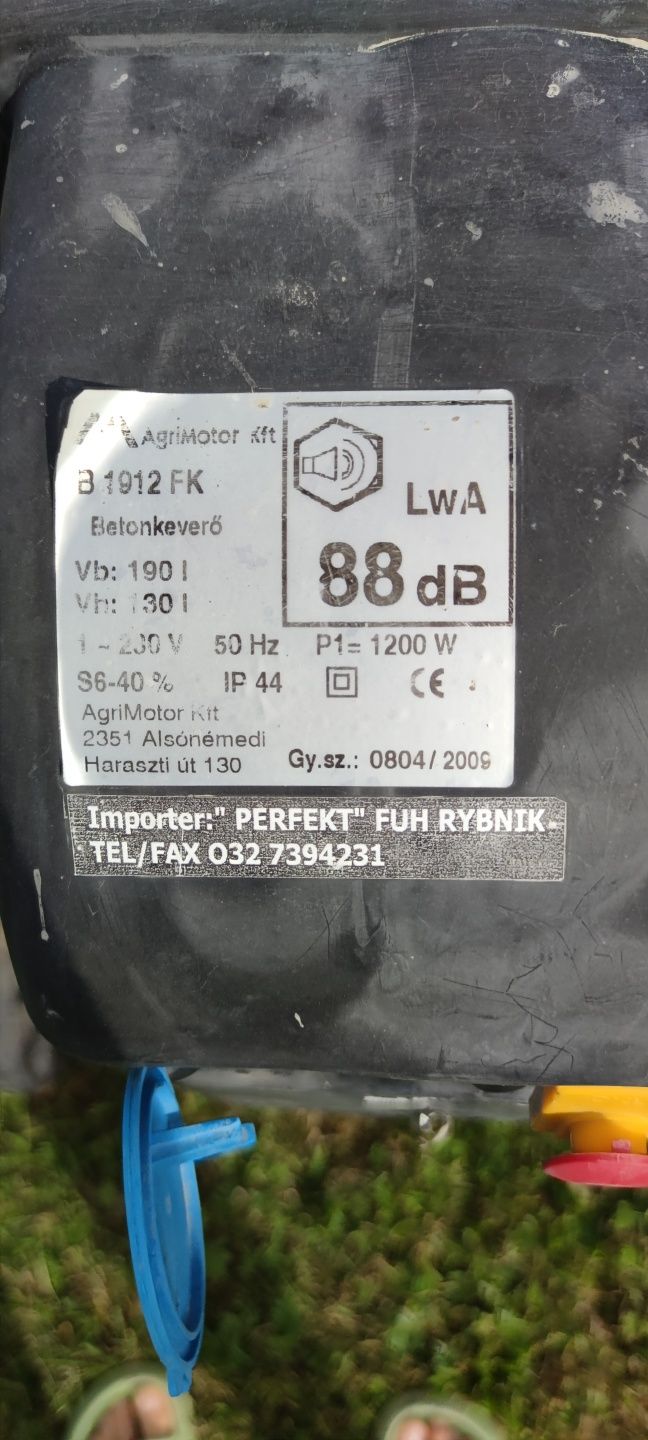 AgriMotor Kft
B 1912 FK
Betonkeverő
Vb: 190 l
Vh: 130 l
LwA
88 dB
1 ~ 230 V 50 Hz P1= 1200 W
S6-40 % IP 44 CE
AgriMotor Kft
2351 Alsónémedi
Haraszti út 130
Gy.sz.: 0804/2009
Importer:" PERFEKT" FUH RYBNIK-
TEL/FAX 032 7394231